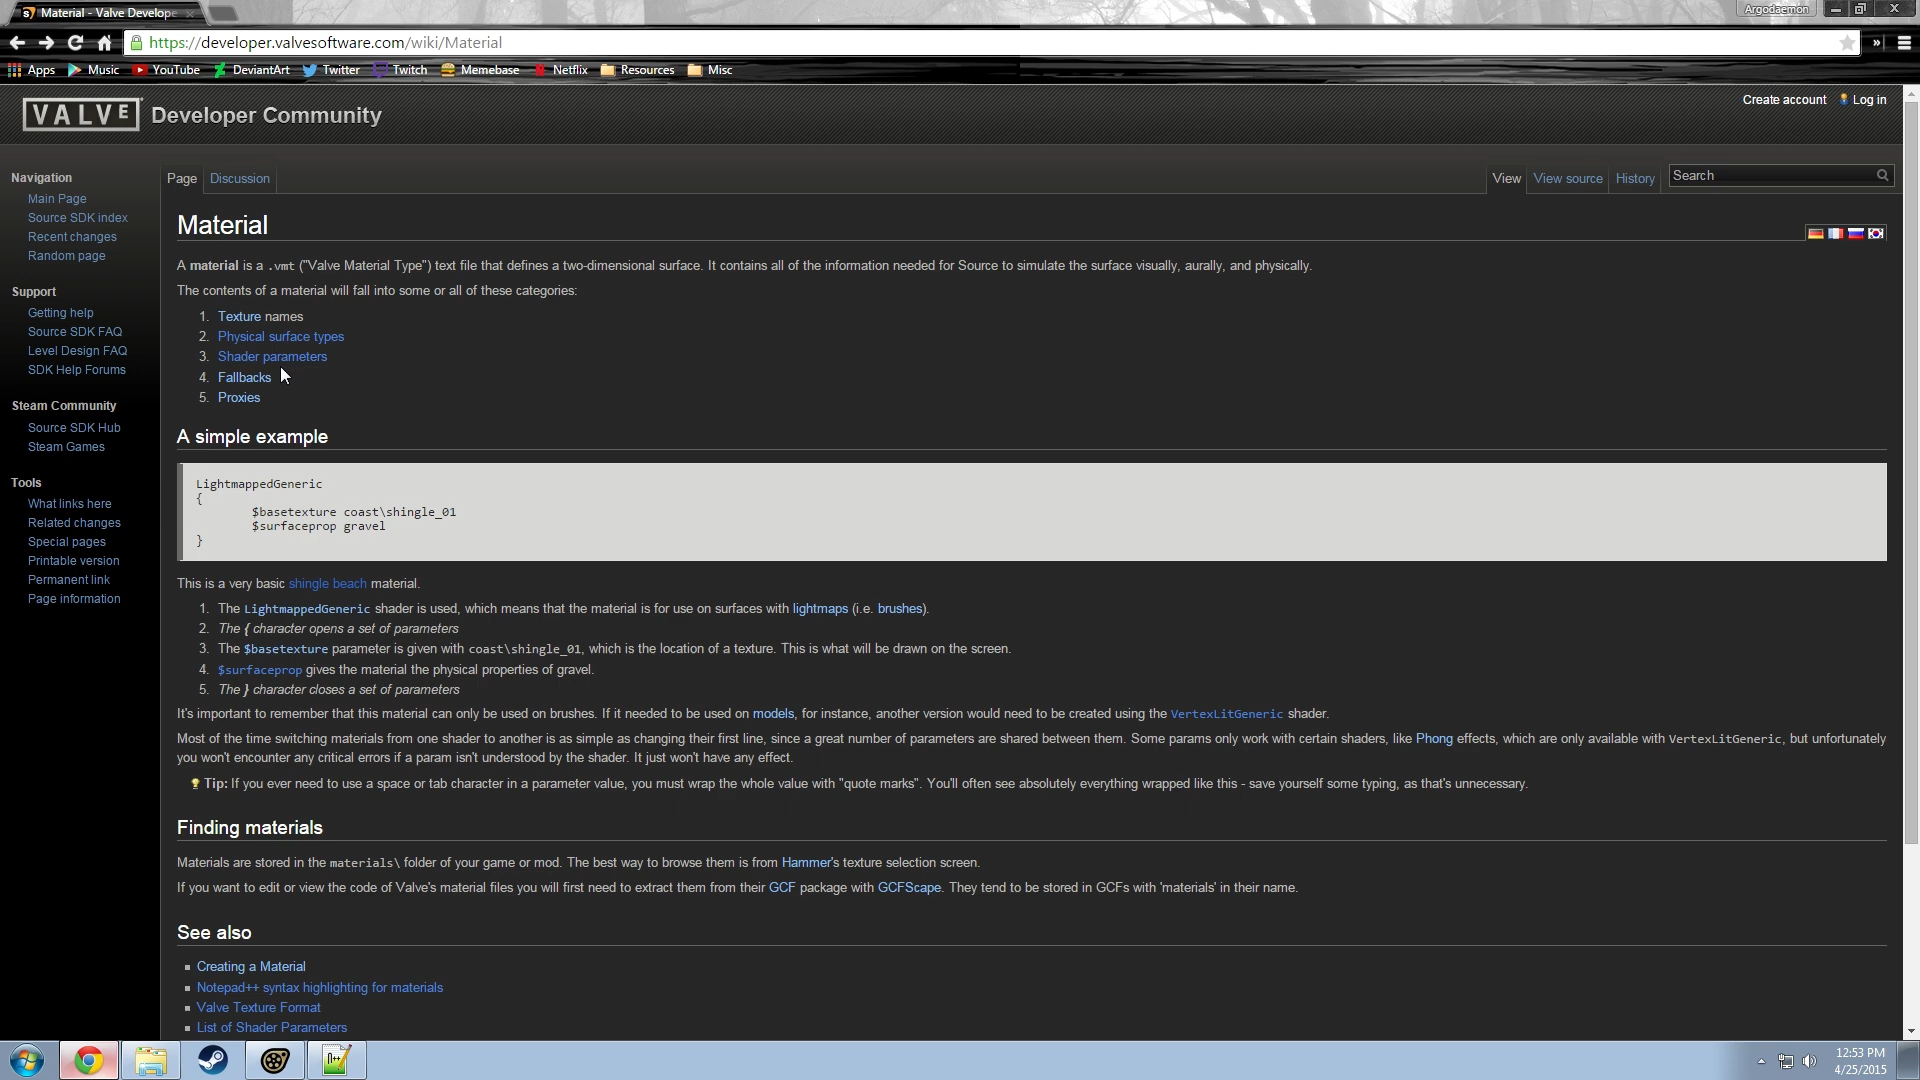 Material - Valve Develope
Argodaemon
https://developer.valvesoftware.com/wiki/Material
Apps Music YouTube DeviantArt Twitter Twitch Memebase Netflix Resources Misc
VALVE Developer Community
Create account Log in
Navigation
Main Page
Source SDK index
Recent changes
Random page
Support
Getting help
Source SDK FAQ
Level Design FAQ
SDK Help Forums
Steam Community
Source SDK Hub
Steam Games
Tools
What links here
Related changes
Special pages
Printable version
Permanent link
Page information
Page Discussion
View View source History Search
Material
A material is a .vmt ("Valve Material Type") text file that defines a two-dimensional surface. It contains all of the information needed for Source to simulate the surface visually, aurally, and physically.
The contents of a material will fall into some or all of these categories:
1. Texture names
2. Physical surface types
3. Shader parameters
4. Fallbacks
5. Proxies
A simple example
LightmappedGeneric
{
$basetexture coast\shingle_01
$surfaceprop gravel
}
This is a very basic shingle beach material.
1. The LightmappedGeneric shader is used, which means that the material is for use on surfaces with lightmaps (i.e. brushes).
2. The { character opens a set of parameters
3. The $basetexture parameter is given with coast\shingle_01, which is the location of a texture. This is what will be drawn on the screen.
4. $surfaceprop gives the material the physical properties of gravel.
5. The } character closes a set of parameters
It's important to remember that this material can only be used on brushes. If it needed to be used on models, for instance, another version would need to be created using the VertexLitGeneric shader.
Most of the time switching materials from one shader to another is as simple as changing their first line, since a great number of parameters are shared between them. Some params only work with certain shaders, like Phong effects, which are only available with VertexLitGeneric, but unfortunately
you won't encounter any critical errors if a param isn't understood by the shader. It just won't have any effect.
Tip: If you ever need to use a space or tab character in a parameter value, you must wrap the whole value with "quote marks". You'll often see absolutely everything wrapped like this - save yourself some typing, as that's unnecessary.
Finding materials
Materials are stored in the materials\ folder of your game or mod. The best way to browse them is from Hammer's texture selection screen.
If you want to edit or view the code of Valve's material files you will first need to extract them from their GCF package with GCFScape. They tend to be stored in GCFs with 'materials' in their name.
See also
Creating a Material
Notepad++ syntax highlighting for materials
Valve Texture Format
List of Shader Parameters
12:53 PM
4/25/2015